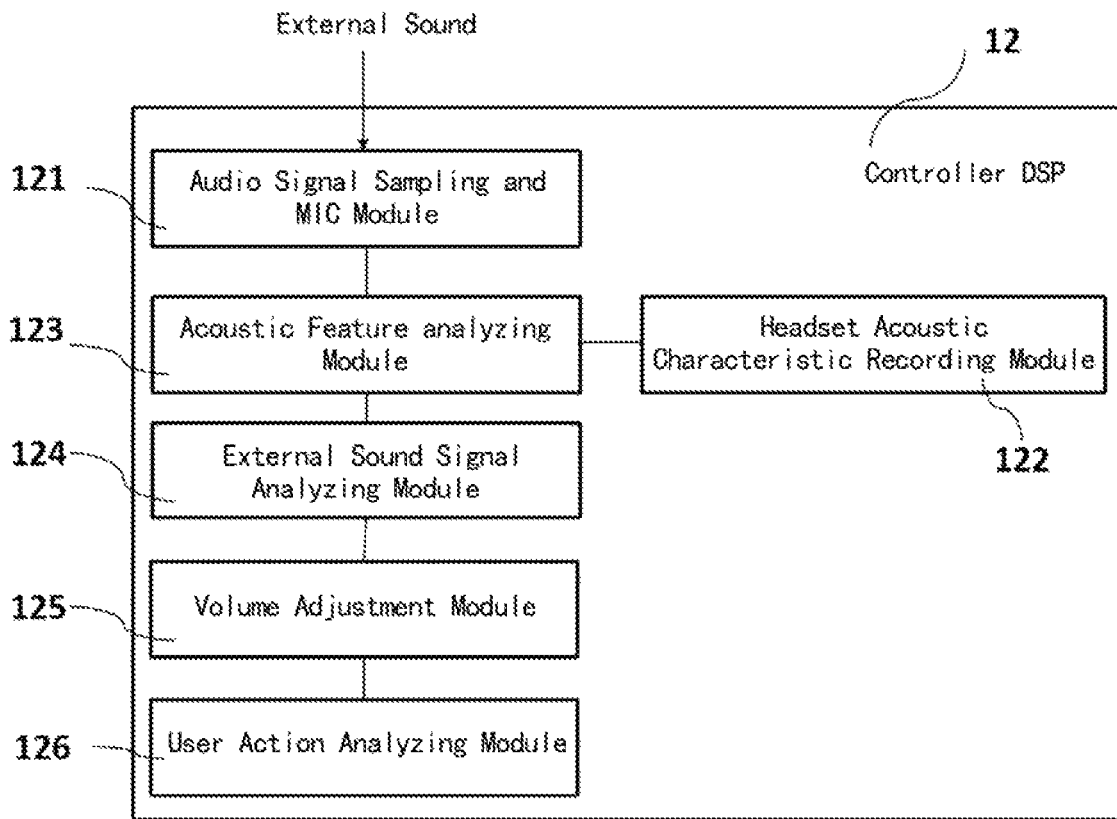 External Sound
12
Controller DSP
121
Audio Signal Sampling and
MIC Module
123
Acoustic Feature analyzing
Module
Headset Acoustic
Characteristic Recording Module
122
124
External Sound Signal
Analyzing Module
125
Volume Adjustment Module
126
User Action Analyzing Module